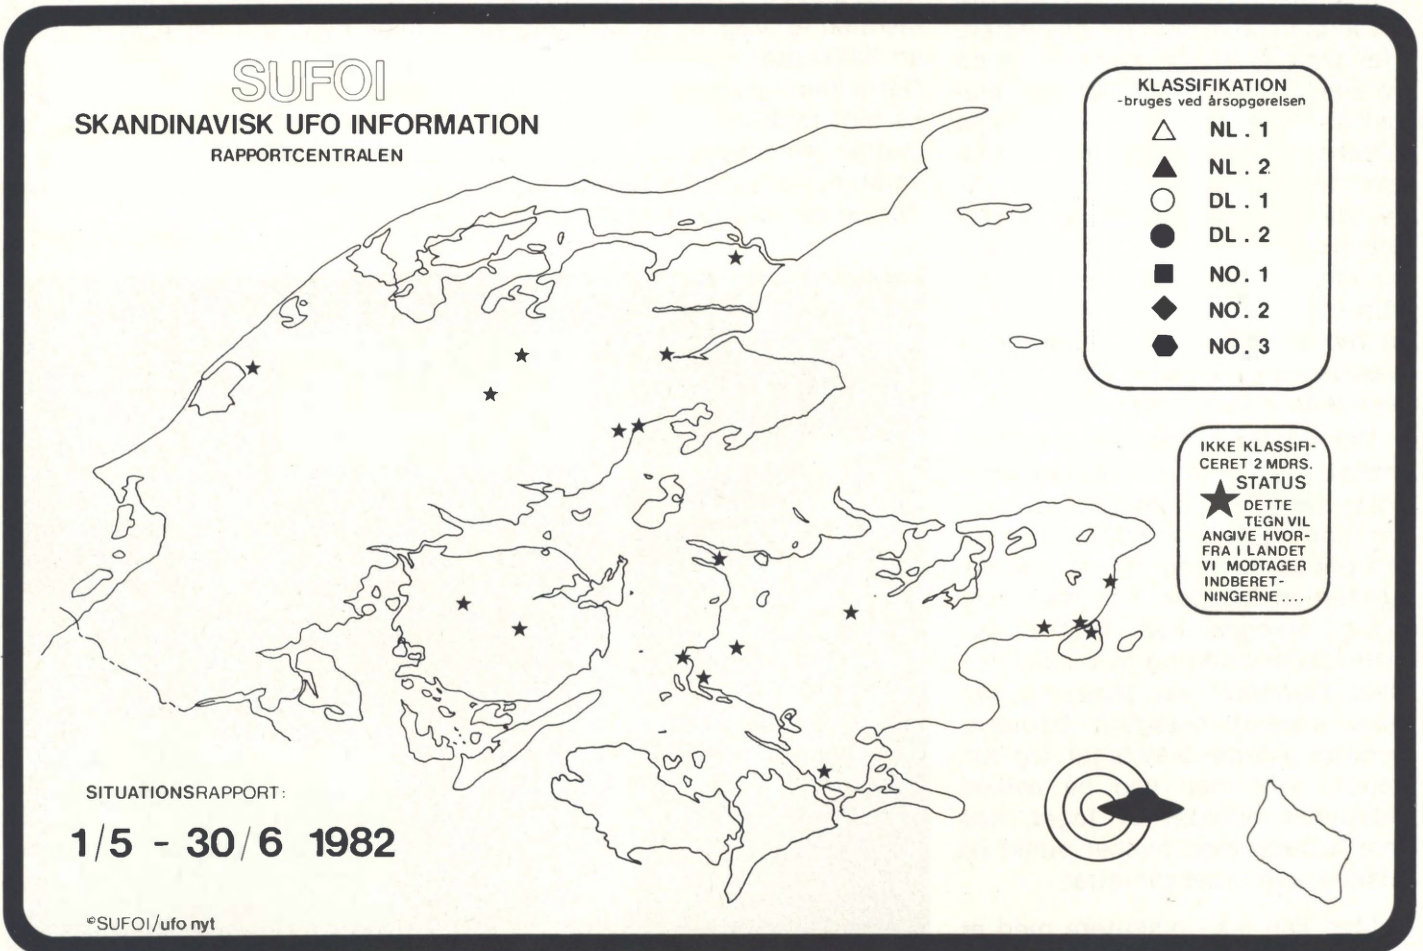 SUFOI
SKANDINAVISK UFO INFORMATION
RAPPORTCENTRALEN
KLASSIFIKATION
-bruges ved årsopgørelsen
NL. 1
NL. 2
DL. 1
DL. 2
NO. 1
NO. 2
NO. 3
IKKE KLASSIFI-
CERET 2 MDRS.
STATUS
DETTE
TEGN VIL
ANGIVE HVOR-
FRA I LANDET
VI MODTAGER
INDBERET-
NINGERNE....
SITUATIONSRAPPORT:
1/5 - 30/6 1982
©SUFOI/ufo nyt